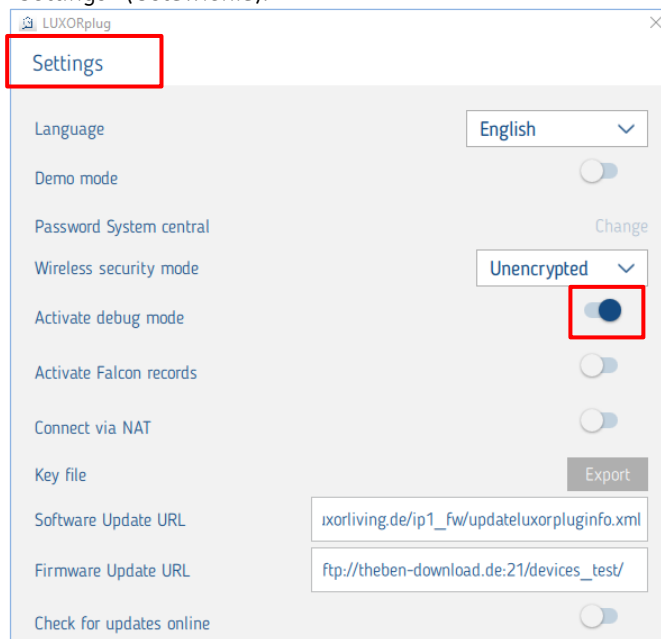 LUXORplug
Settings
Language English
Demo mode
Password System central Change
Wireless security mode Unencrypted
Activate debug mode
Activate Falcon records
Connect via NAT
Key file Export
Software Update URL uxorliving.de/ip1_fw/updateluxorpluginfo.xml
Firmware Update URL ftp://theben-download.de:21/devices_test/
Check for updates online